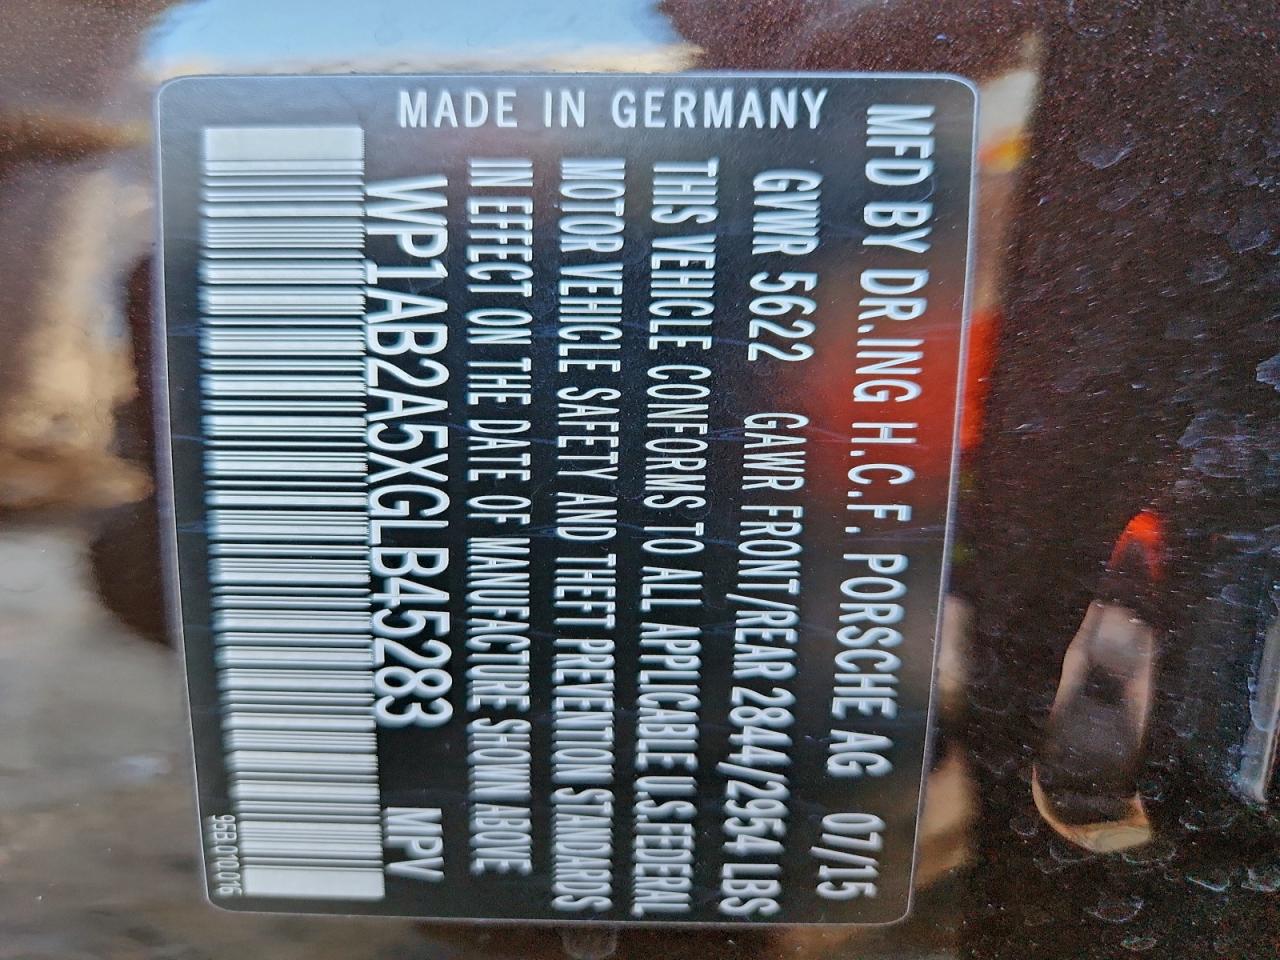 MFD BY DR.ING H.C.F. PORSCHE AG 07/15
GVWR 5622 GAWR FRONT/REAR 2844/2954 LBS
THIS VEHICLE CONFORMS TO ALL APPLICABLE U.S.FEDERAL
MOTOR VEHICLE SAFETY AND THEFT PREVENTION STANDARDS
IN EFFECT ON THE DATE OF MANUFACTURE SHOWN ABOVE
WP1AB2A5XGLB45283 MPV
95B.010.016
MADE IN GERMANY